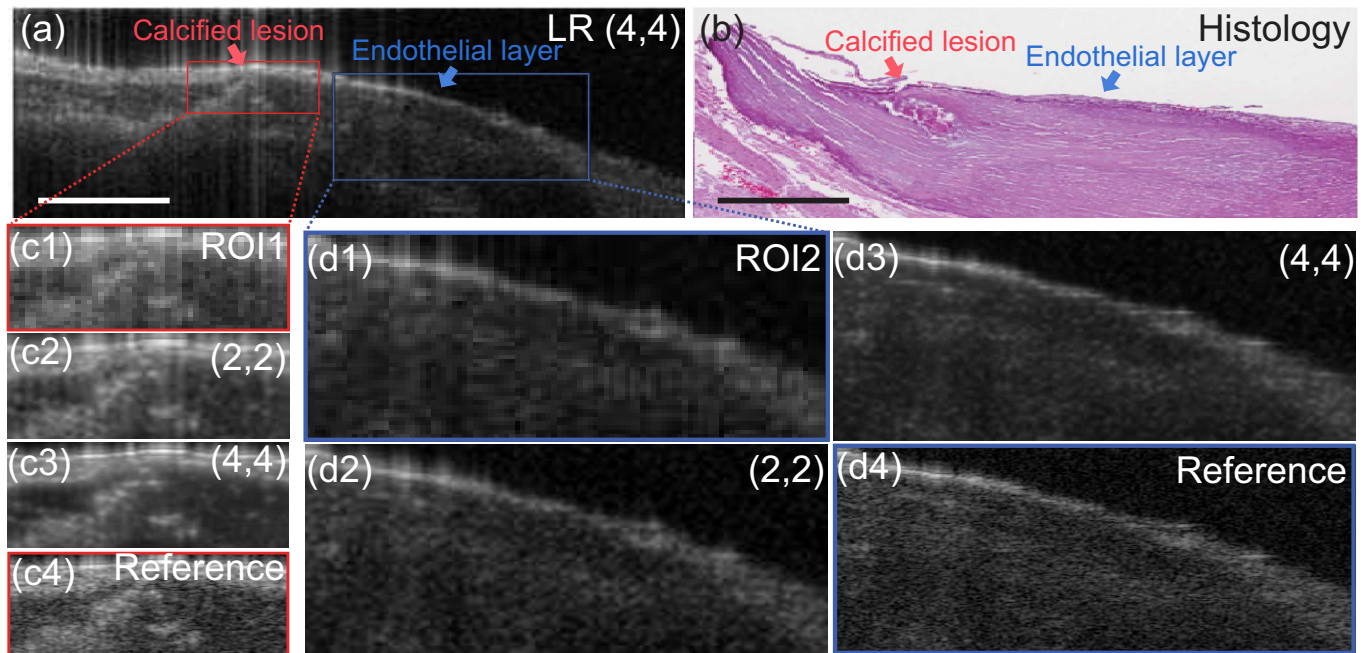 (a) LR (4,4)
Calcified lesion
Endothelial layer
(b) Histology
Calcified lesion
Endothelial layer
(c1) ROI1
(c2) (2,2)
(c3) (4,4)
(c4) Reference
(d1) ROI2
(d2) (2,2)
(d3) (4,4)
(d4) Reference